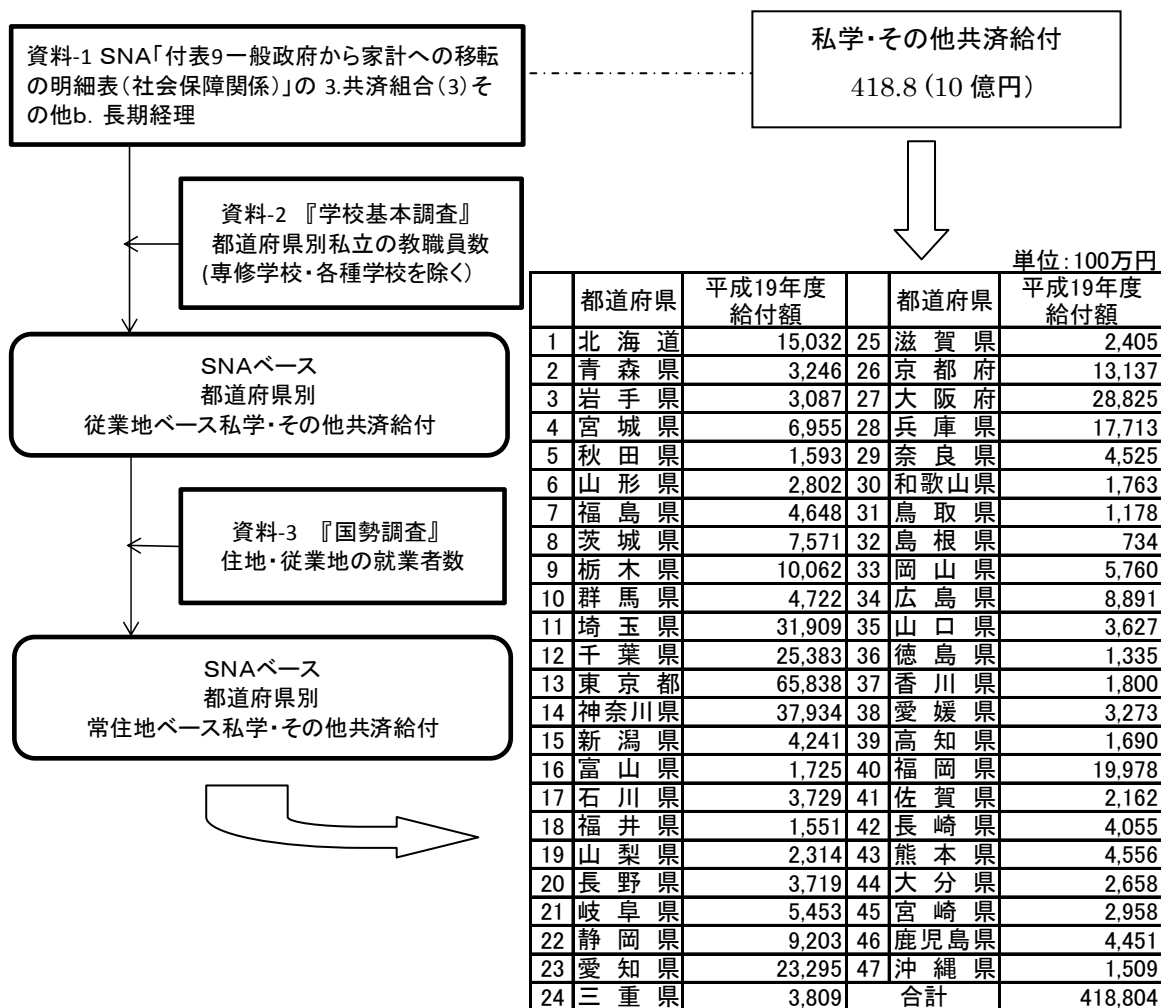 資料-1 SNA「付表9一般政府から家計への移転
の明細表(社会保障関係)」の 3.共済組合(3)そ
の他b. 長期経理
私学・その他共済給付
418.8 (10 億円)
資料-2 『学校基本調査』
都道府県別私立の教職員数
(専修学校・各種学校を除く)
SNAベース
都道府県別
従業地ベース私学・その他共済給付
資料-3 『国勢調査』
住地・従業地の就業者数
SNAベース
都道府県別
常住地ベース私学・その他共済給付
単位:100万円
都道府県 平成19年度 給付額 都道府県 平成19年度 給付額
1 北海道 15,032 25 滋賀県 2,405
2 青森県 3,246 26 京都府 13,137
3 岩手県 3,087 27 大阪府 28,825
4 宮城県 6,955 28 兵庫県 17,713
5 秋田県 1,593 29 奈良県 4,525
6 山形県 2,802 30 和歌山県 1,763
7 福島県 4,648 31 鳥取県 1,178
8 茨城県 7,571 32 島根県 734
9 栃木県 10,062 33 岡山県 5,760
10 群馬県 4,722 34 広島県 8,891
11 埼玉県 31,909 35 山口県 3,627
12 千葉県 25,383 36 徳島県 1,335
13 東京都 65,838 37 香川県 1,800
14 神奈川県 37,934 38 愛媛県 3,273
15 新潟県 4,241 39 高知県 1,690
16 富山県 1,725 40 福岡県 19,978
17 石川県 3,729 41 佐賀県 2,162
18 福井県 1,551 42 長崎県 4,055
19 山梨県 2,314 43 熊本県 4,556
20 長野県 3,719 44 大分県 2,658
21 岐阜県 5,453 45 宮崎県 2,958
22 静岡県 9,203 46 鹿児島県 4,451
23 愛知県 23,295 47 沖縄県 1,509
24 三重県 3,809 合計 418,804